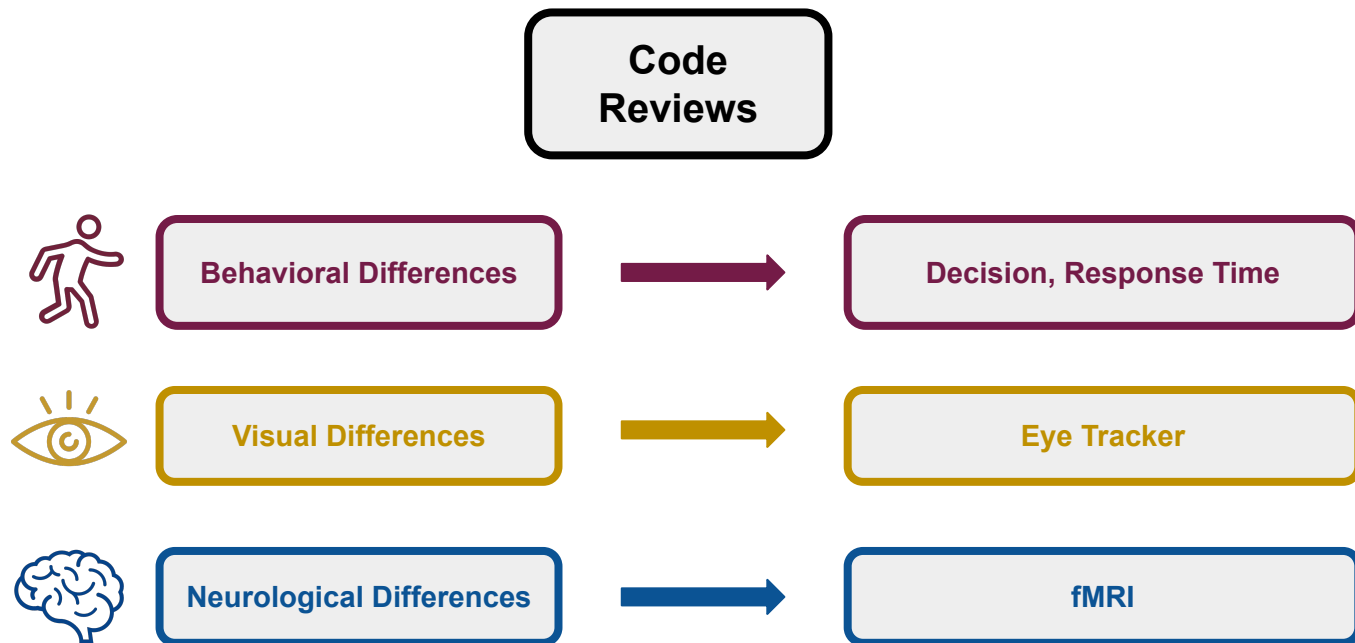 Code
Reviews
Behavioral Differences
Decision, Response Time
Visual Differences
Eye Tracker
Neurological Differences
fMRI